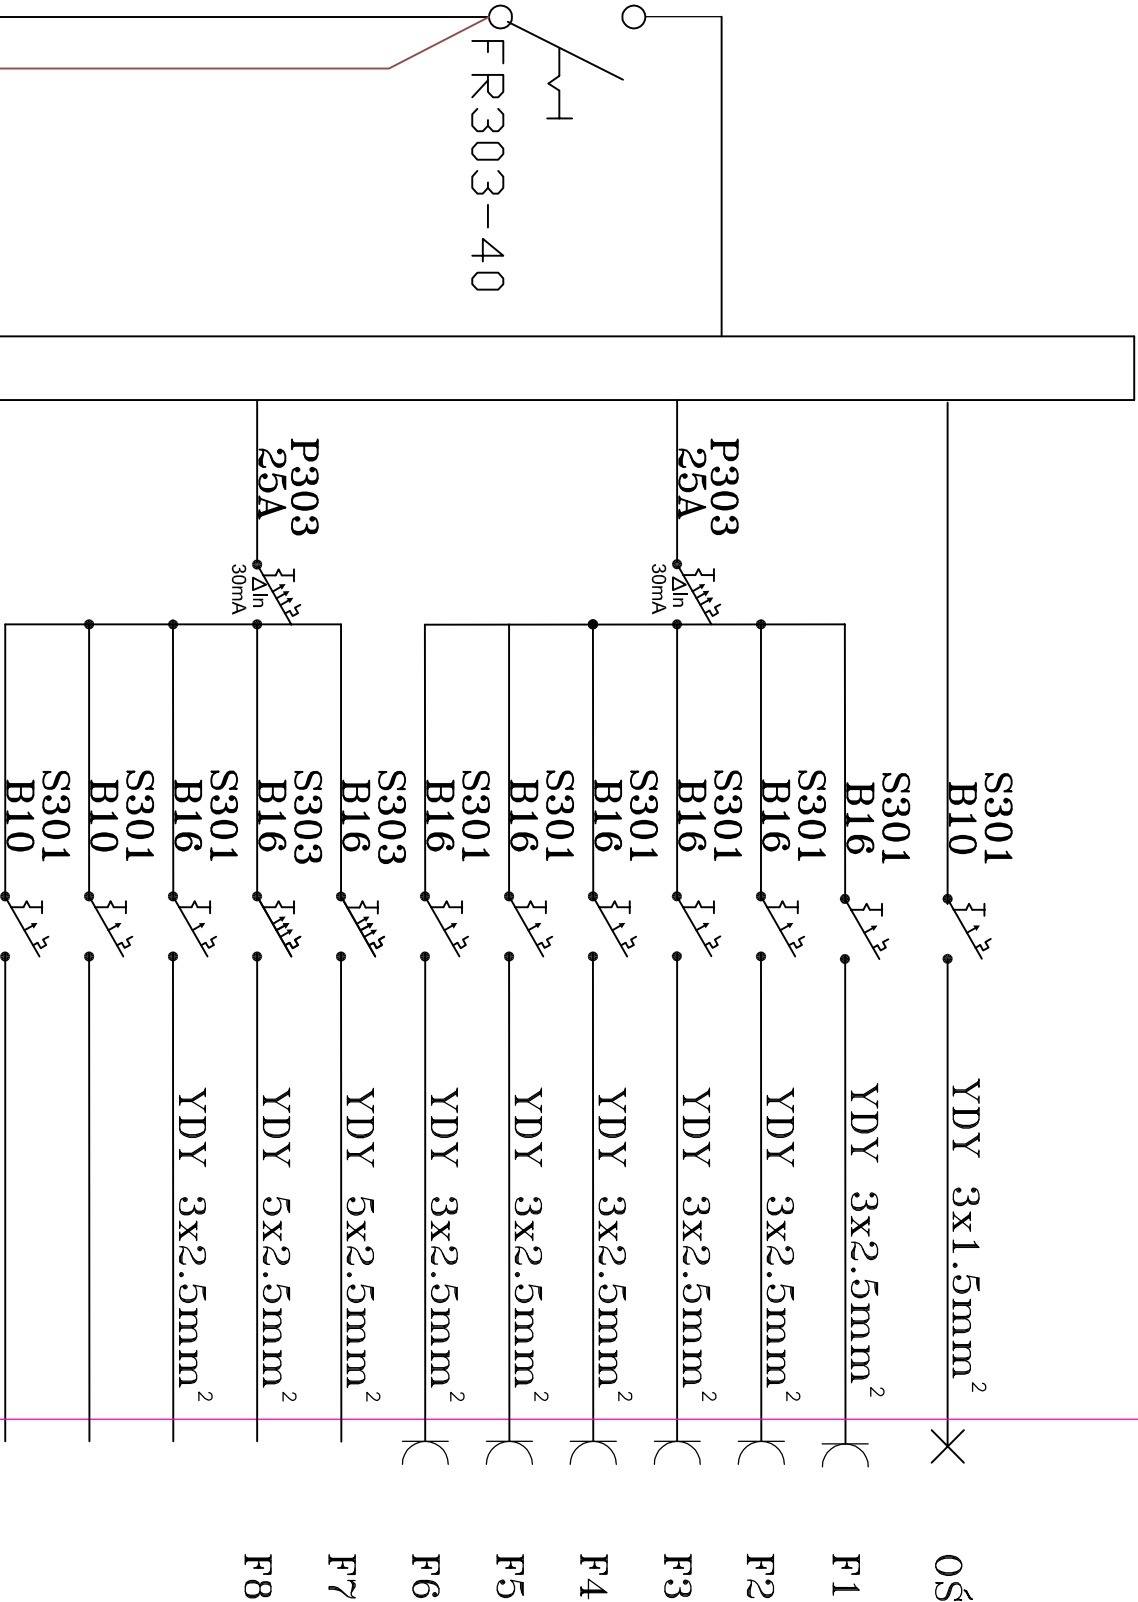 FR303-40
P303
25A
ΔIn
30mA
P303
25A
ΔIn
30mA
S301
B10
S301
B16
S301
B16
S301
B16
S301
B16
S301
B16
S301
B16
S303
B16
S303
B16
S301
B16
S301
B10
S301
B10
YDY 3x1.5mm²
YDY 3x2.5mm²
YDY 3x2.5mm²
YDY 3x2.5mm²
YDY 3x2.5mm²
YDY 3x2.5mm²
YDY 3x2.5mm²
YDY 5x2.5mm²
YDY 5x2.5mm²
YDY 3x2.5mm²
OŚ
F1
F2
F3
F4
F5
F6
F7
F8